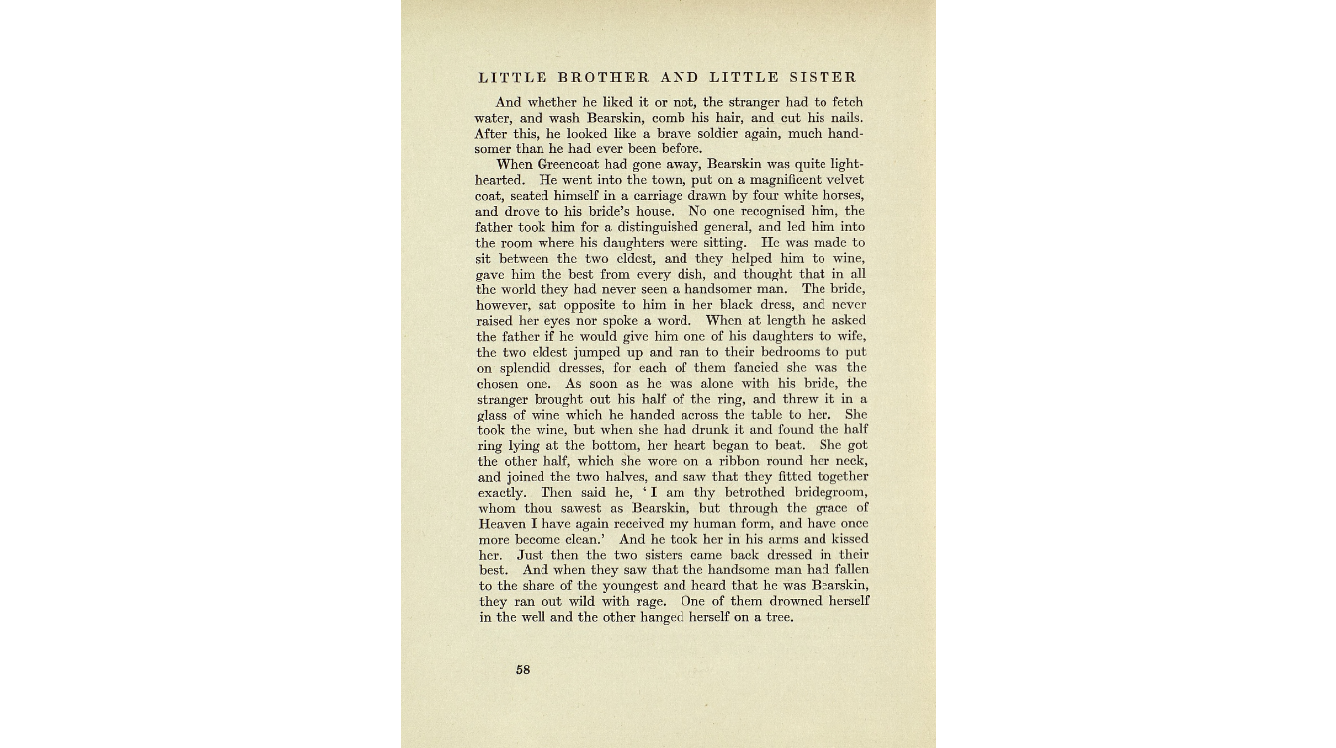 LITTLE BROTHER AND LITTLE SISTER
And whether he liked it or not, the stranger had to fetch
water, and wash Bearskin, comb his hair, and cut his nails.
After this, he looked like a brave soldier again, much hand-
somer than he had ever been before.
When Greencoat had gone away, Bearskin was quite light-
hearted. He went into the town, put on a magnificent velvet
coat, seated himself in a carriage drawn by four white horses,
and drove to his bride's house. No one recognised him, the
father took him for a distinguished general, and led him into
the room where his daughters were sitting. He was made to
sit between the two eldest, and they helped him to wine,
gave him the best from every dish, and thought that in all
the world they had never seen a handsomer man. The bride,
however, sat opposite to him in her black dress, and never
raised her eyes nor spoke a word. When at length he asked
the father if he would give him one of his daughters to wife,
the two eldest jumped up and ran to their bedrooms to put
on splendid dresses, for each of them fancied she was the
chosen one. As soon as he was alone with his bride, the
stranger brought out his half of the ring, and threw it in a
glass of wine which he handed across the table to her. She
took the wine, but when she had drunk it and found the half
ring lying at the bottom, her heart began to beat. She got
the other half, which she wore on a ribbon round her neck,
and joined the two halves, and saw that they fitted together
exactly. Then said he, ‘I am thy betrothed bridegroom,
whom thou sawest as Bearskin, but through the grace of
Heaven I have again received my human form, and have once
more become clean.’ And he took her in his arms and kissed
her. Just then the two sisters came back dressed in their
best. And when they saw that the handsome man had fallen
to the share of the youngest and heard that he was Bearskin,
they ran out wild with rage. One of them drowned herself
in the well and the other hanged herself on a tree.
58